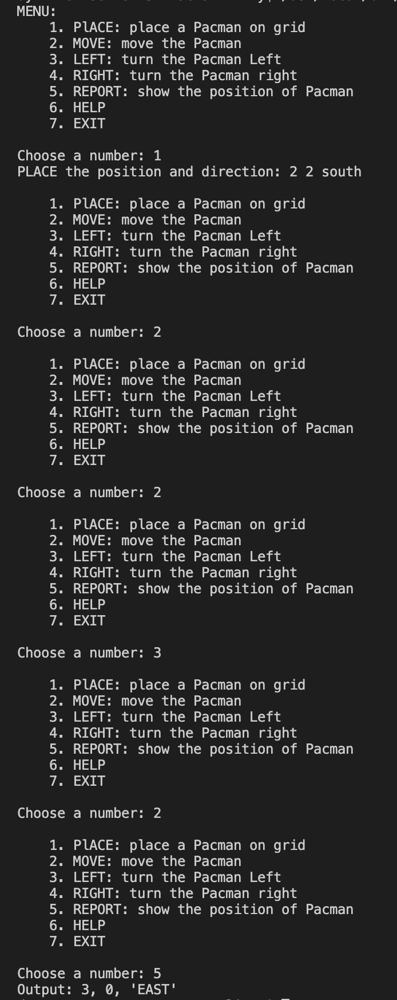 MENU:
1. PlACE: place a Pacman on grid
2. MOVE: move the Pacman
3. LEFT: turn the Pacman Left
4. RIGHT: turn the Pacman right
5. REPORT: show the position of Pacman
6. HELP
7. EXIT
Choose a number: 1
PLACE the position and direction: 2 2 south
1. PlACE: place a Pacman on grid
2. MOVE: move the Pacman
3. LEFT: turn the Pacman Left
4. RIGHT: turn the Pacman right
5. REPORT: show the position of Pacman
6. HELP
7. EXIT
Choose a number: 2
1. PlACE: place a Pacman on grid
2. MOVE: move the Pacman
3. LEFT: turn the Pacman Left
4. RIGHT: turn the Pacman right
5. REPORT: show the position of Pacman
6. HELP
7. EXIT
Choose a number: 2
1. PlACE: place a Pacman on grid
2. MOVE: move the Pacman
3. LEFT: turn the Pacman Left
4. RIGHT: turn the Pacman right
5. REPORT: show the position of Pacman
6. HELP
7. EXIT
Choose a number: 3
1. PlACE: place a Pacman on grid
2. MOVE: move the Pacman
3. LEFT: turn the Pacman Left
4. RIGHT: turn the Pacman right
5. REPORT: show the position of Pacman
6. HELP
7. EXIT
Choose a number: 2
1. PlACE: place a Pacman on grid
2. MOVE: move the Pacman
3. LEFT: turn the Pacman Left
4. RIGHT: turn the Pacman right
5. REPORT: show the position of Pacman
6. HELP
7. EXIT
Choose a number: 5
Output: 3, 0, 'EAST'